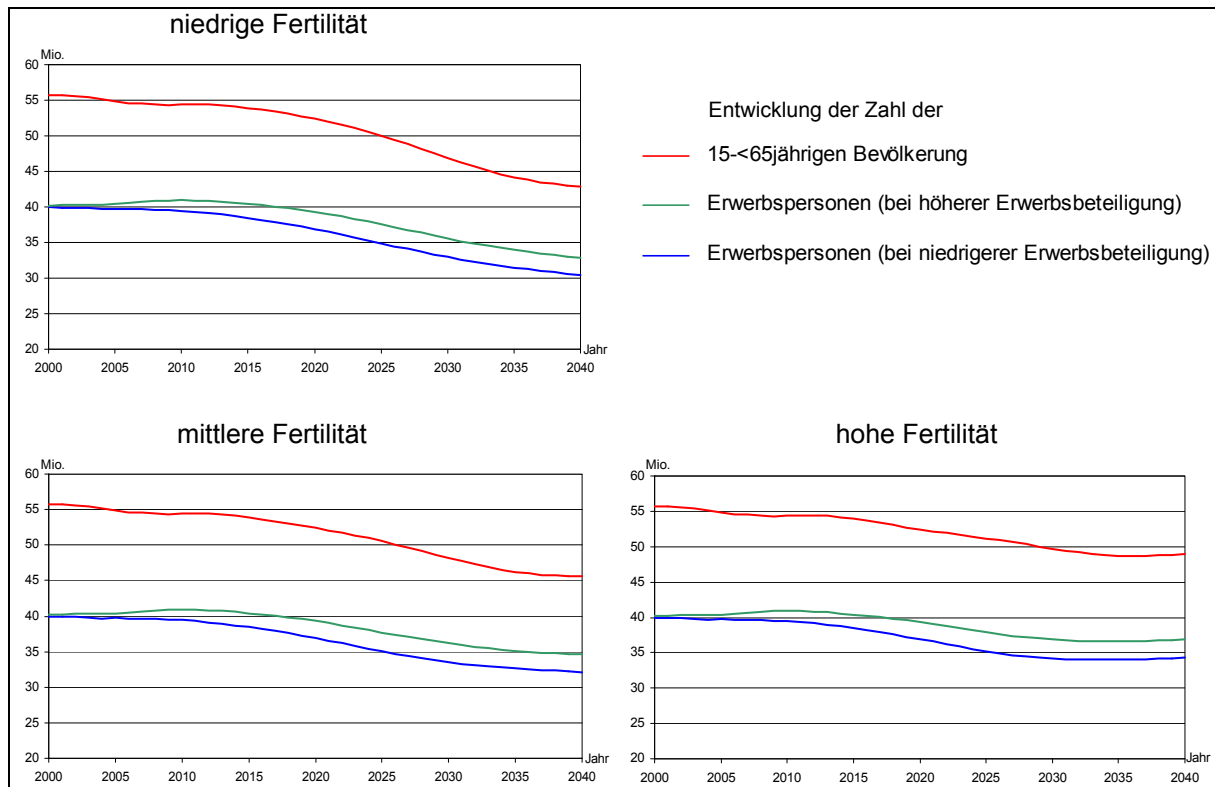 niedrige Fertilität
Mio.
60
55
50
45
40
35
30
25
20
2000 2005 2010 2015 2020 2025 2030 2035 2040
Jahr
Entwicklung der Zahl der
15-<65jährigen Bevölkerung
Erwerbspersonen (bei höherer Erwerbsbeteiligung)
Erwerbspersonen (bei niedrigerer Erwerbsbeteiligung)
mittlere Fertilität
Mio.
60
55
50
45
40
35
30
25
20
2000 2005 2010 2015 2020 2025 2030 2035 2040
Jahr
hohe Fertilität
Mio.
60
55
50
45
40
35
30
25
20
2000 2005 2010 2015 2020 2025 2030 2035 2040
Jahr